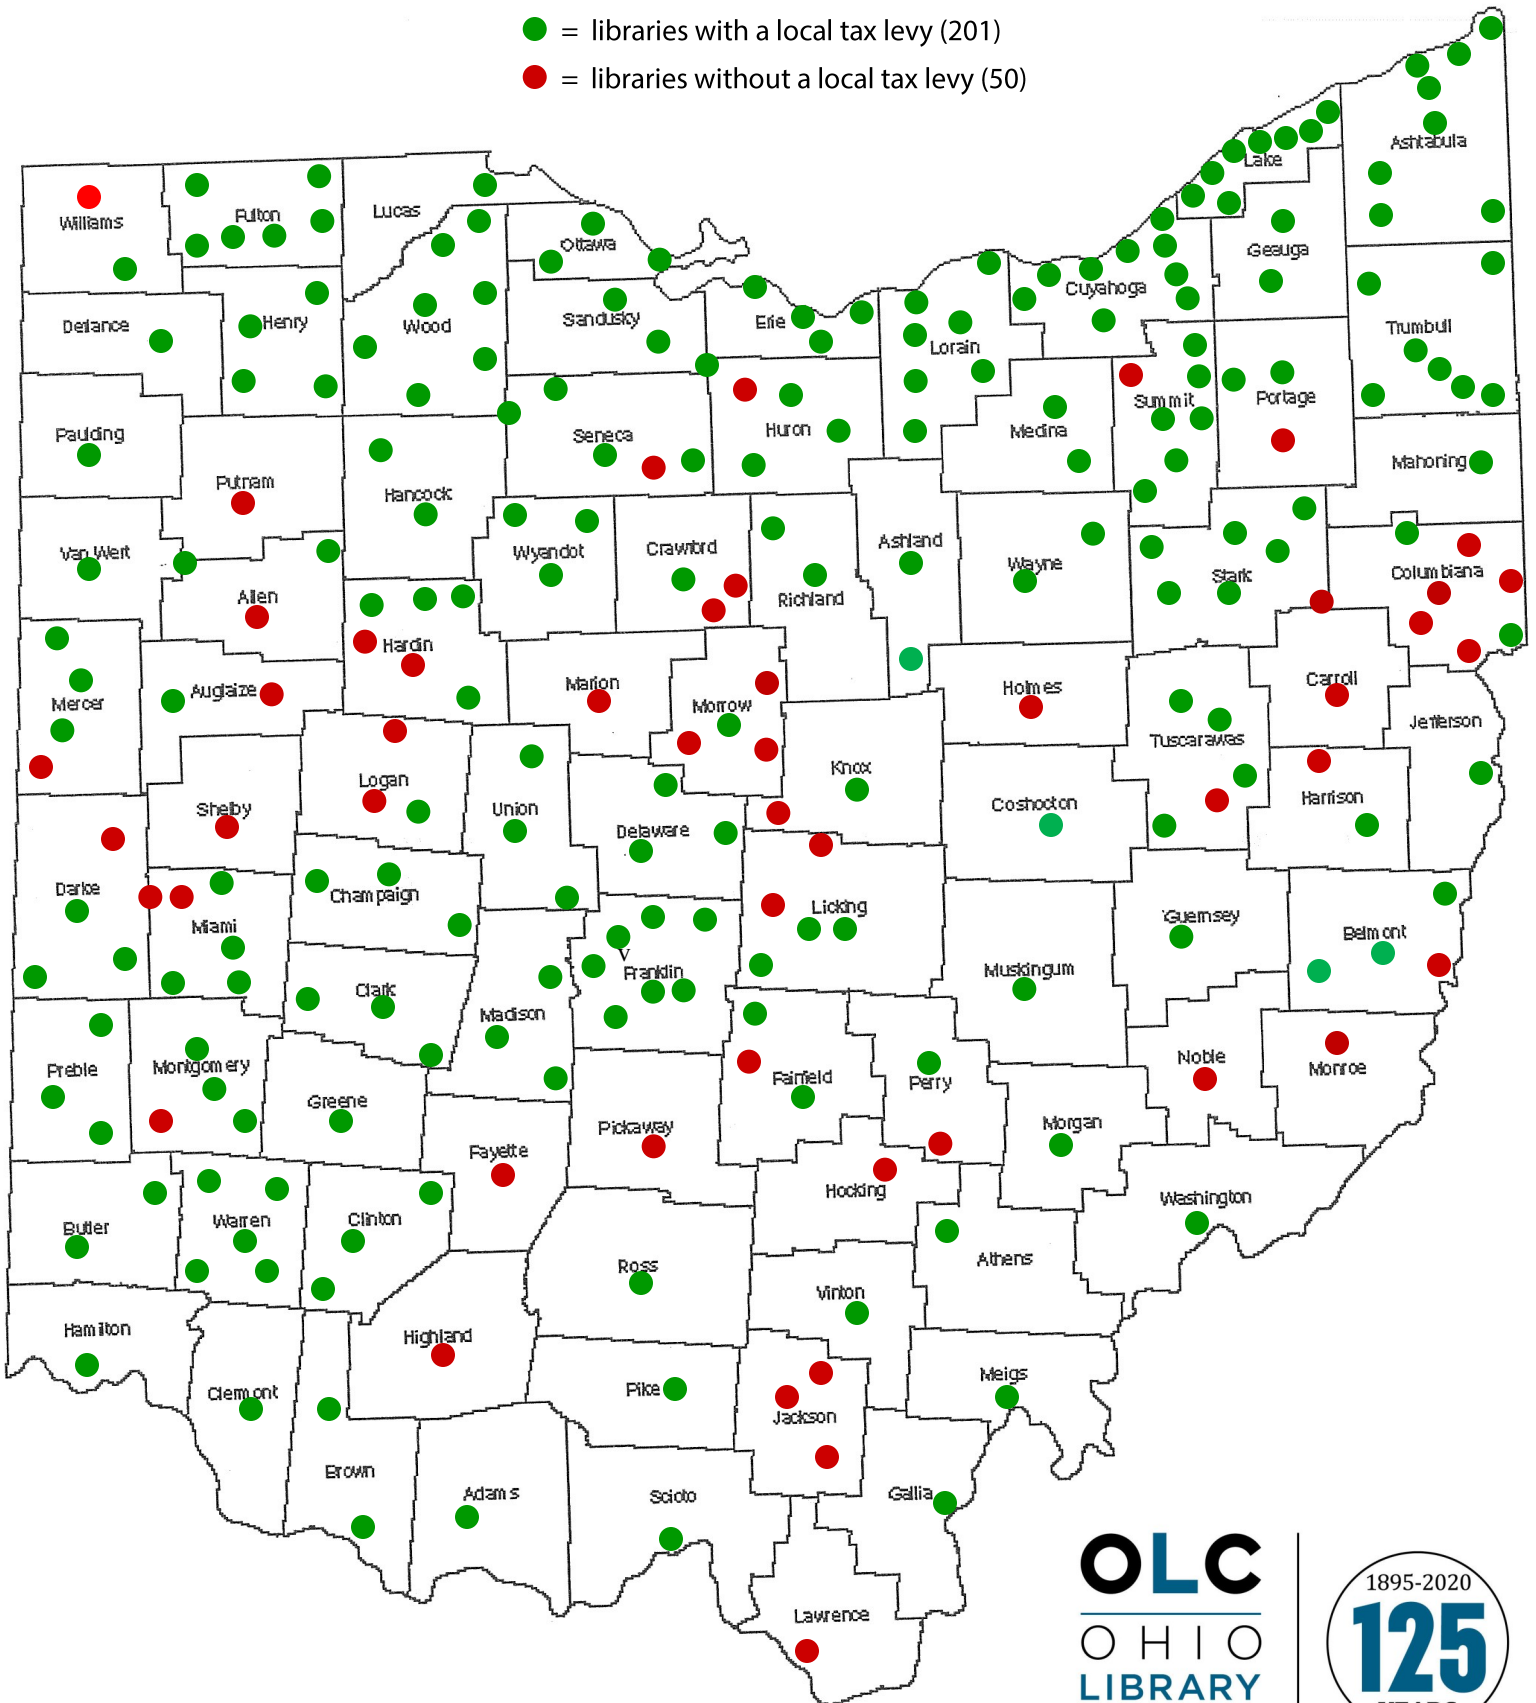 = libraries with a local tax levy (201)
= libraries without a local tax levy (50)
Ashtabula
Lake
Williams
Fulton
Lucas
Ottawa
Geauga
Cuyahoga
Defiance
Henry
Wood
Sandusky
Erie
Lorain
Trumbull
Paulding
Seneca
Huron
Medina
Summit
Portage
Mahoning
Putnam
Hancock
Van Wert
Wyandot
Crawford
Ashland
Wayne
Stark
Columbiana
Allen
Richland
Hardin
Mercer
Auglaize
Marion
Morrow
Holmes
Carroll
Jefferson
Tuscarawas
Logan
Knox
Shelby
Union
Delaware
Coshocton
Harrison
Darke
Champaign
Licking
Miami
Guernsey
Belmont
V
Franklin
Muskingum
Clark
Madison
Preble
Montgomery
Fairfield
Perry
Noble
Monroe
Greene
Pickaway
Morgan
Fayette
Hocking
Washington
Butler
Warren
Clinton
Ross
Athens
Vinton
Hamilton
Highland
Clermont
Pike
Jackson
Meigs
Brown
Adams
Scioto
Gallia
Lawrence
OLC
OHIO
LIBRARY
1895-2020
125